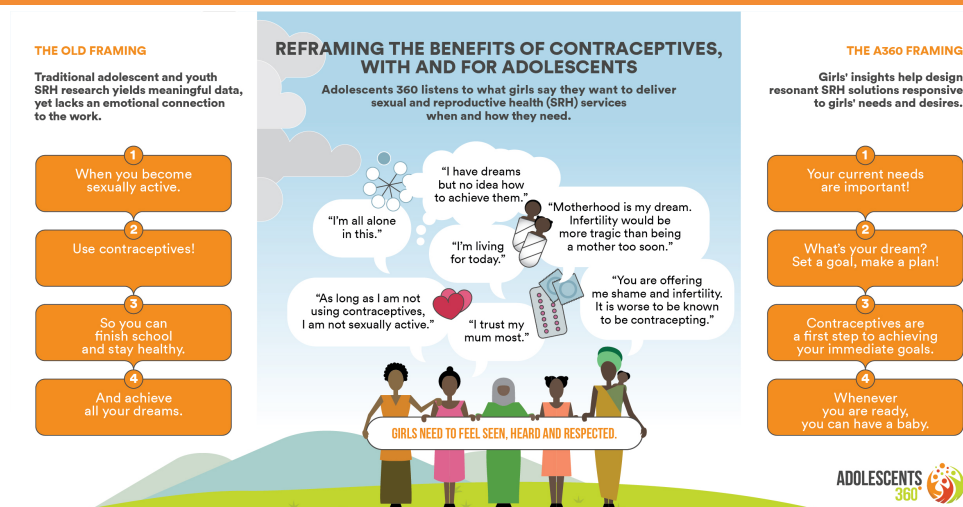 THE OLD FRAMING
Traditional adolescent and youth
SRH research yields meaningful data,
yet lacks an emotional connection
to the work.
1
When you become
sexually active.
2
Use contraceptives!
3
So you can
finish school
and stay healthy.
4
And achieve
all your dreams.
REFRAMING THE BENEFITS OF CONTRACEPTIVES,
WITH AND FOR ADOLESCENTS
Adolescents 360 listens to what girls say they want to deliver
sexual and reproductive health (SRH) services
when and how they need.
“I have dreams
but no idea how
to achieve them.”
“I'm all alone
in this.”
“Motherhood is my dream.
Infertility would be
more tragic than being
a mother too soon.”
“I'm living
for today.”
“As long as I am not
using contraceptives,
I am not sexually active.”
“I trust my
mum most.”
“You are offering
me shame and infertility.
It is worse to be known
to be contracepting.”
GIRLS NEED TO FEEL SEEN, HEARD AND RESPECTED.
THE A360 FRAMING
Girls' insights help design
resonant SRH solutions responsive
to girls' needs and desires.
1
Your current needs
are important!
2
What's your dream?
Set a goal, make a plan!
3
Contraceptives are
a first step to achieving
your immediate goals.
4
Whenever
you are ready,
you can have a baby.
ADOLESCENTS
360°